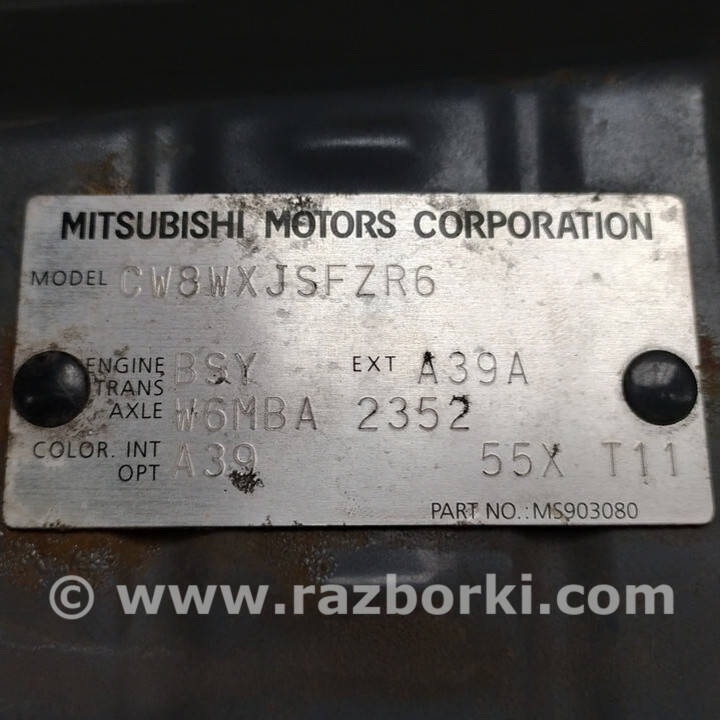 MITSUBISHI MOTORS CORPORATION
MODEL CW8WXJSFZR6
ENGINE BSY EXT A39A
TRANS
AXLE W6MBA 2352
COLOR. INT A39 55X T11
OPT
PART NO.: MS903080
© www.razborki.com